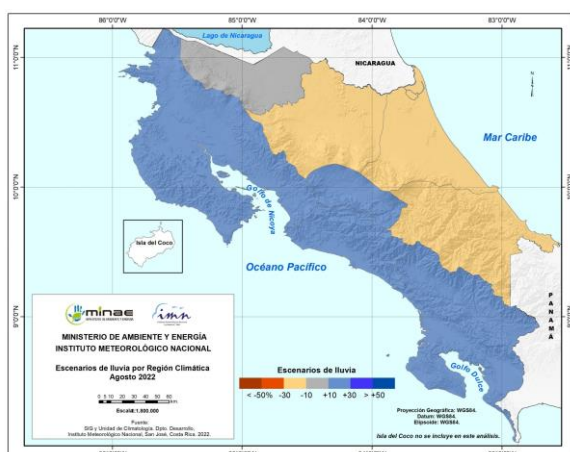 86°0'0"W 85°0'0"W 84°0'0"W 83°0'0"W
Lago de Nicaragua
11°0'0"N
NICARAGUA
Mar Caribe
10°0'0"N
Golfo de Nicoya
Isla del Coco
Océano Pacífico
PANAMA
9°0'0"N
minae
imn
MINISTERIO DE AMBIENTE Y ENERGÍA
INSTITUTO METEOROLÓGICO NACIONAL
Escenarios de lluvia por Región Climática
Agosto 2022
Escala:1:800.000
Fuente:
SIG y Unidad de Climatología. Dpto. Desarrollo,
Instituto Meteorológico Nacional, San José, Costa Rica. 2022.
Escenarios de lluvia
< -50% -30 -10 +10 +30 > +50
Golfo Dulce
Proyección Geográfica: WGS84.
Datum: WGS84.
Elipsoide: WGS84.
Isla del Coco no se incluye en este análisis.